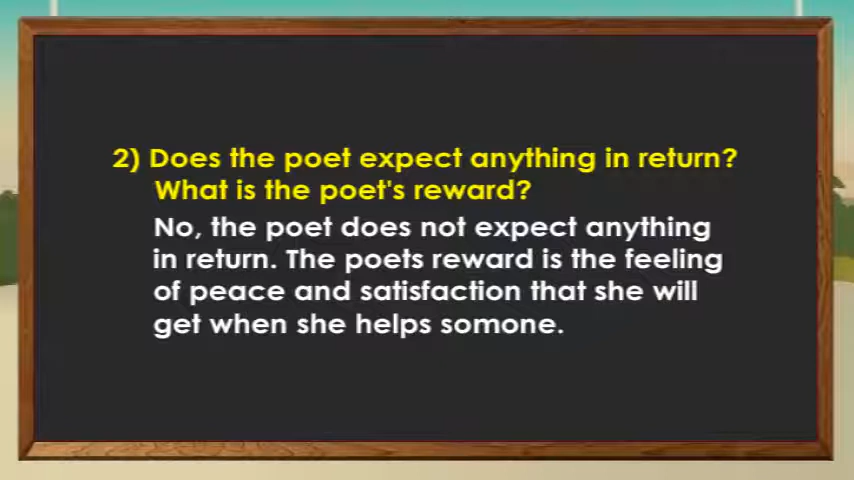 2) Does the poet expect anything in return?
What is the poet's reward?
No, the poet does not expect anything
in return. The poets reward is the feeling
of peace and satisfaction that she will
get when she helps somone.